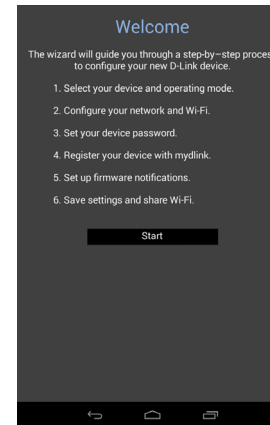 Welcome
The wizard will guide you through a step-by-step proces
to configure your new D-Link device.
1. Select your device and operating mode.
2. Configure your network and Wi-Fi.
3. Set your device password.
4. Register your device with mydlink.
5. Set up firmware notifications.
6. Save settings and share Wi-Fi.
Start